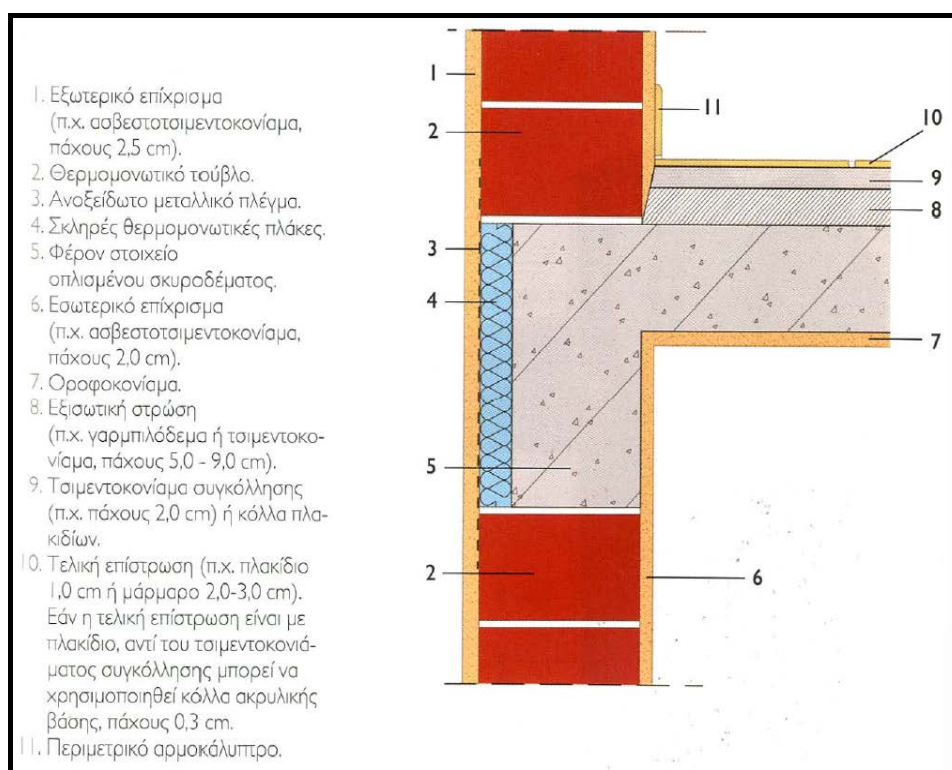 1. Εξωτερικό επίχρισμα
(π.χ. ασβεστοτσιμεντοκονίαμα,
πάχους 2,5 cm).
2. Θερμομονωτικό τούβλο.
3. Ανοξείδωτο μεταλλικό πλέγμα.
4. Σκληρές θερμομονωτικές πλάκες.
5. Φέρον στοιχείο
οπλισμένου σκυροδέματος.
6. Εσωτερικό επίχρισμα
(π.χ. ασβεστοτσιμεντοκονίαμα,
πάχους 2,0 cm).
7. Οροφοκονίαμα.
8. Εξισωτική στρώση
(π.χ. γαρμπιλόδεμα ή τσιμεντοκο-
νίαμα, πάχους 5,0 - 9,0 cm).
9. Τσιμεντοκονίαμα συγκόλλησης
(π.χ. πάχους 2,0 cm) ή κόλλα πλα-
κιδίων.
10. Τελική επίστρωση (π.χ. πλακίδιο
1,0 cm ή μάρμαρο 2,0-3,0 cm).
Εάν η τελική επίστρωση είναι με
πλακίδιο, αντί του τσιμεντοκονιά-
ματος συγκόλλησης μπορεί να
χρησιμοποιηθεί κόλλα ακρυλικής
βάσης, πάχους 0,3 cm.
11. Περιμετρικό αρμοκάλυπτρο.
1
2
3
4
5
2
11
10
9
8
7
6